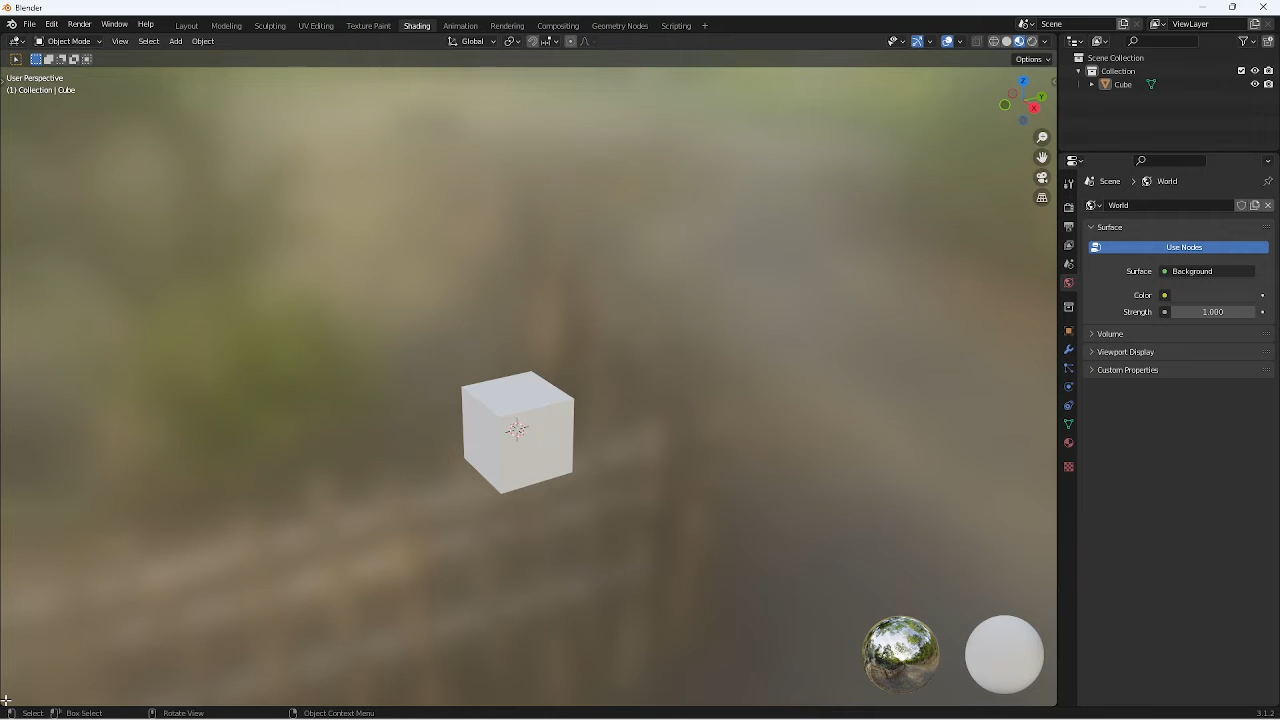 Blender
File Edit Render Window Help
Layout Modeling Sculpting UV Editing Texture Paint Shading Animation Rendering Compositing Geometry Nodes Scripting +
Scene
ViewLayer
Object Mode View Select Add Object
Global
Options
User Perspective
(1) Collection | Cube
Z
Y
X
Scene Collection
Collection
Cube
Scene > World
World
Surface
Use Nodes
Surface Background
Color
Strength 1.000
Volume
Viewport Display
Custom Properties
Select Box Select Rotate View Object Context Menu
3.1.2